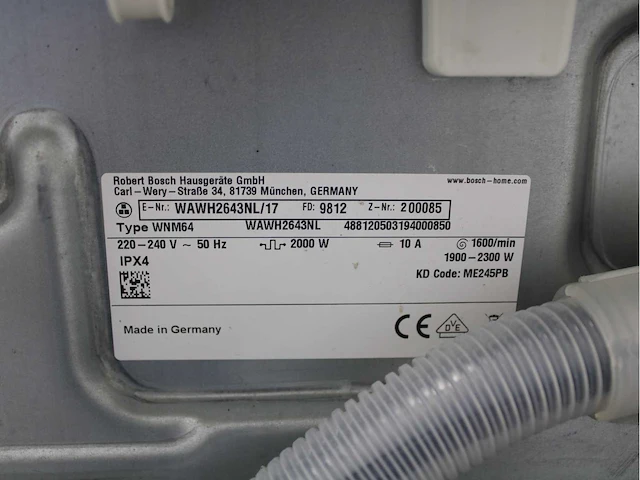 Robert Bosch Hausgeräte GmbH
www.bosch-home.com
Carl-Wery-Straße 34, 81739 München, GERMANY
E-Nr.: WAWH2643NL/17 FD: 9812 Z-Nr.: 200085
Type WNM64 WAWH2643NL 488120503194000850
220-240 V ~ 50 Hz 2000 W 10 A 1600/min
IPX4 1900-2300 W
KD Code: ME245PB
Made in Germany CE DVE